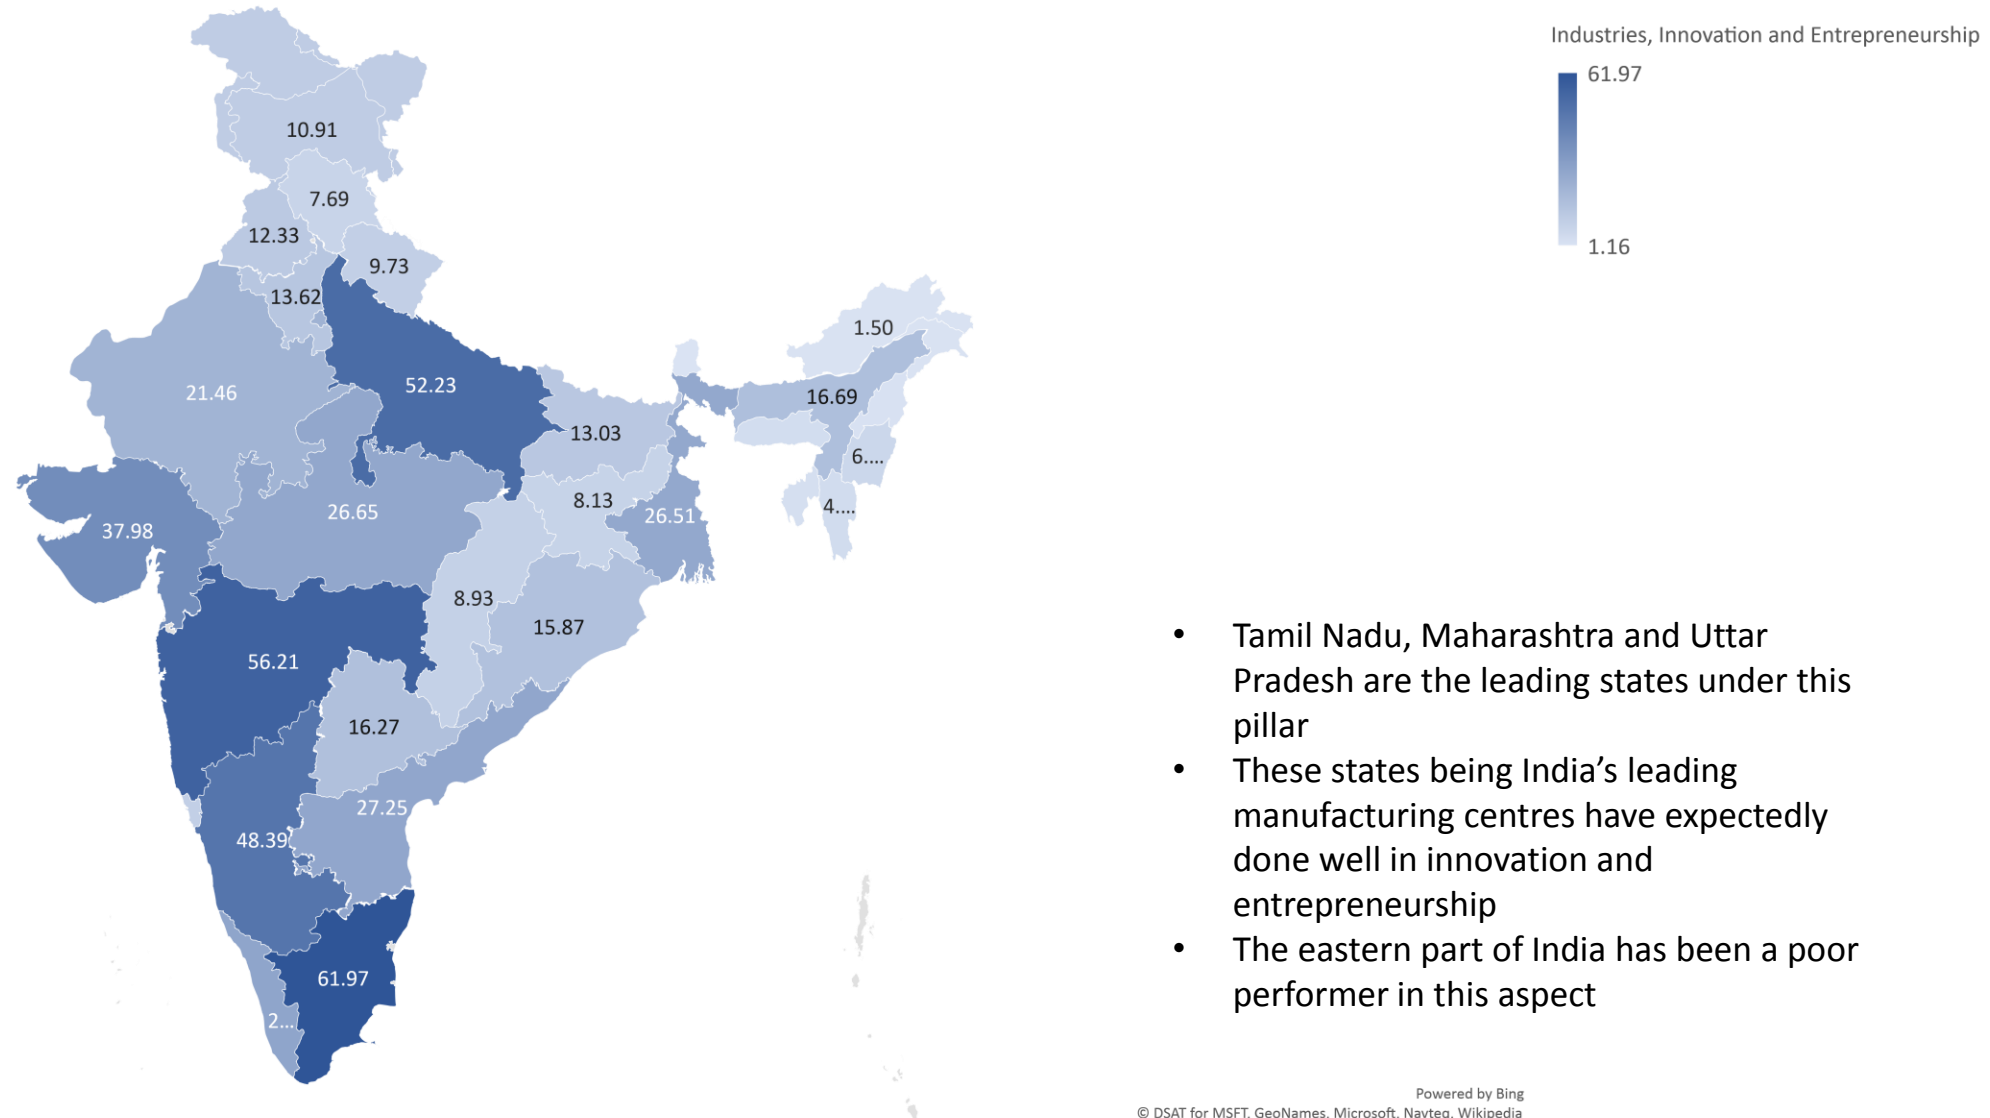 Industries, Innovation and Entrepreneurship
61.97
1.16
10.91
7.69
12.33
9.73
13.62
1.50
21.46
52.23
16.69
13.03
6....
8.13
4....
26.65
26.51
37.98
8.93
15.87
56.21
16.27
27.25
48.39
61.97
2...
• Tamil Nadu, Maharashtra and Uttar
Pradesh are the leading states under this
pillar
• These states being India’s leading
manufacturing centres have expectedly
done well in innovation and
entrepreneurship
• The eastern part of India has been a poor
performer in this aspect
Powered by Bing
© DSAT for MSFT, GeoNames, Microsoft, Navteq, Wikipedia